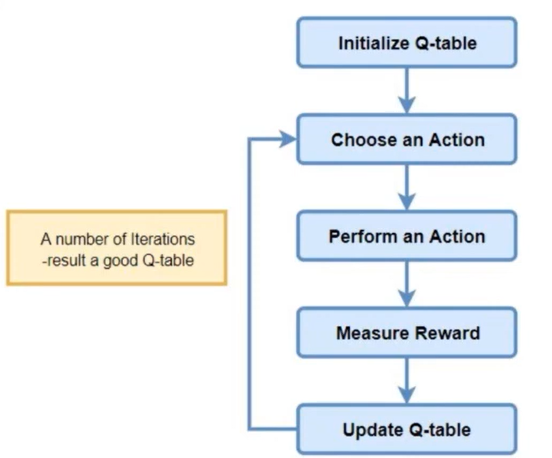 Initialize Q-table
Choose an Action
A number of Iterations
-result a good Q-table
Perform an Action
Measure Reward
Update Q-table